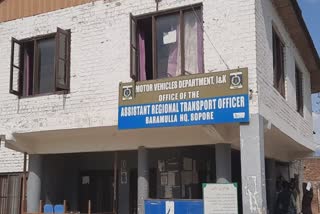 MOTOR VEHICLES DEPARTMENT, J&K
OFFICE OF THE
ASSISTANT REGIONAL TRANSPORT OFFICER
BARAMULLA HQ. SOPORE